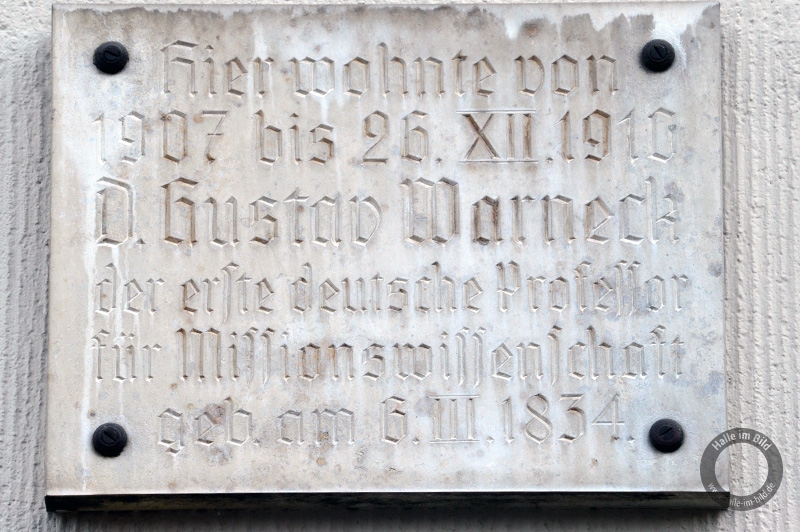 Hier wohnte von
1907 bis 26. XII. 1910
D. Gustav Warneck
der erſte deutsche Profeſſor
für Miſſionswiſſenſchaft
geb. am 6. III. 1834.
Halle im Bild
www.halle-im-bild.de